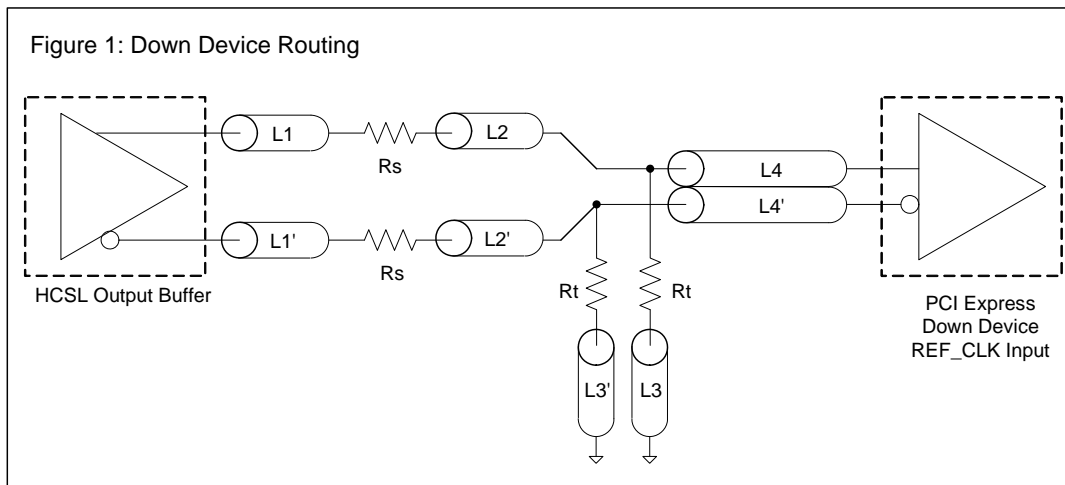 Figure 1: Down Device Routing
L1
Rs
L2
L4
L4'
L1'
Rs
L2'
HCSL Output Buffer
Rt
Rt
PCI Express
Down Device
REF_CLK Input
L3'
L3